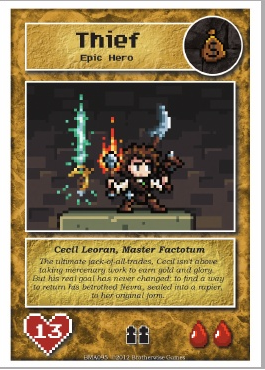 Thief
Epic Hero
Cecil Leoran, Master Factotum
The ultimate jack-of-all-trades, Cecil isn't above
taking mercenary work to earn gold and glory.
But his real goal has never changed: to find a way
to return his betrothed Nevra, sealed into a rapier,
to her original form.
13
BMA095 ©2012 Brotherwise Games